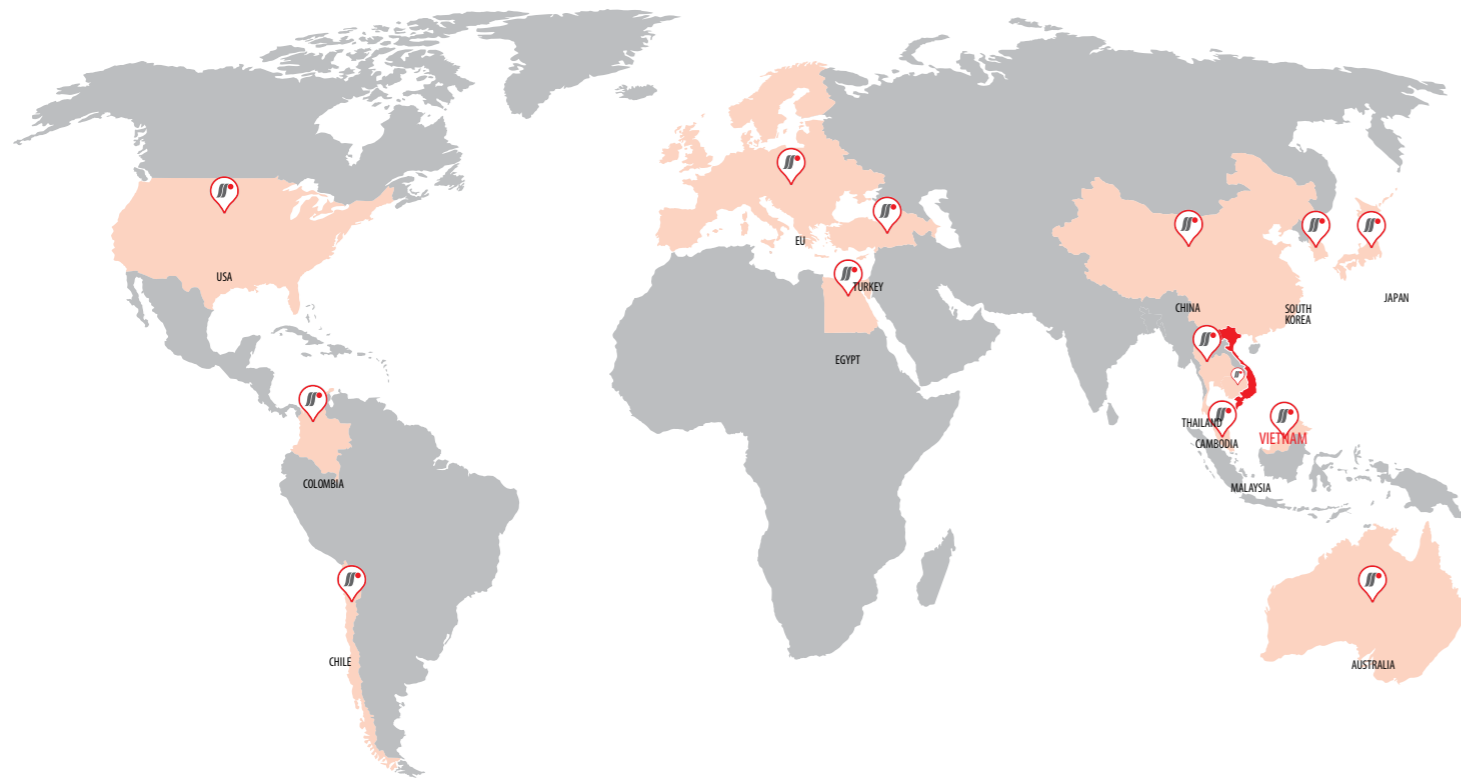 EU
USA
TURKEY
JAPAN
CHINA
SOUTH
KOREA
EGYPT
THAILAND
VIETNAM
CAMBODIA
COLOMBIA
MALAYSIA
CHILE
AUSTRALIA